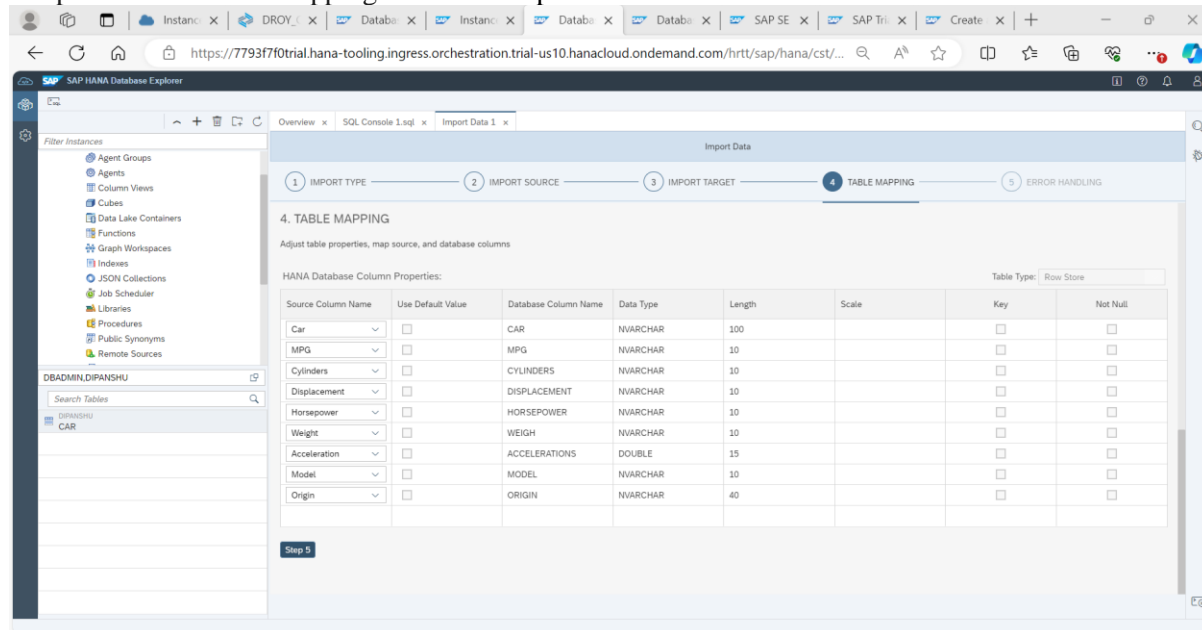 Instanc
DROY_C
Databa
Instanc
Databa
Databa
SAP SE
SAP Tri
Create
https://7793f7f0trial.hana-tooling.ingress.orchestration.trial-us10.hanacloud.ondemand.com/hrtt/sap/hana/cst/...
SAP SAP HANA Database Explorer
Overview x SQL Console 1.sql x Import Data 1 x
Filter Instances
Agent Groups
Agents
Column Views
Cubes
Data Lake Containers
Functions
Graph Workspaces
Indexes
JSON Collections
Job Scheduler
Libraries
Procedures
Public Synonyms
Remote Sources
DBADMIN,DIPANSHU
Search Tables
DIPANSHU
CAR
Import Data
1 IMPORT TYPE 2 IMPORT SOURCE 3 IMPORT TARGET 4 TABLE MAPPING 5 ERROR HANDLING
4. TABLE MAPPING
Adjust table properties, map source, and database columns
HANA Database Column Properties: Table Type: Row Store
Source Column Name Use Default Value Database Column Name Data Type Length Scale Key Not Null
Car CAR NVARCHAR 100
MPG MPG NVARCHAR 10
Cylinders CYLINDERS NVARCHAR 10
Displacement DISPLACEMENT NVARCHAR 10
Horsepower HORSEPOWER NVARCHAR 10
Weight WEIGH NVARCHAR 10
Acceleration ACCELERATIONS DOUBLE 15
Model MODEL NVARCHAR 10
Origin ORIGIN NVARCHAR 40
Step 5